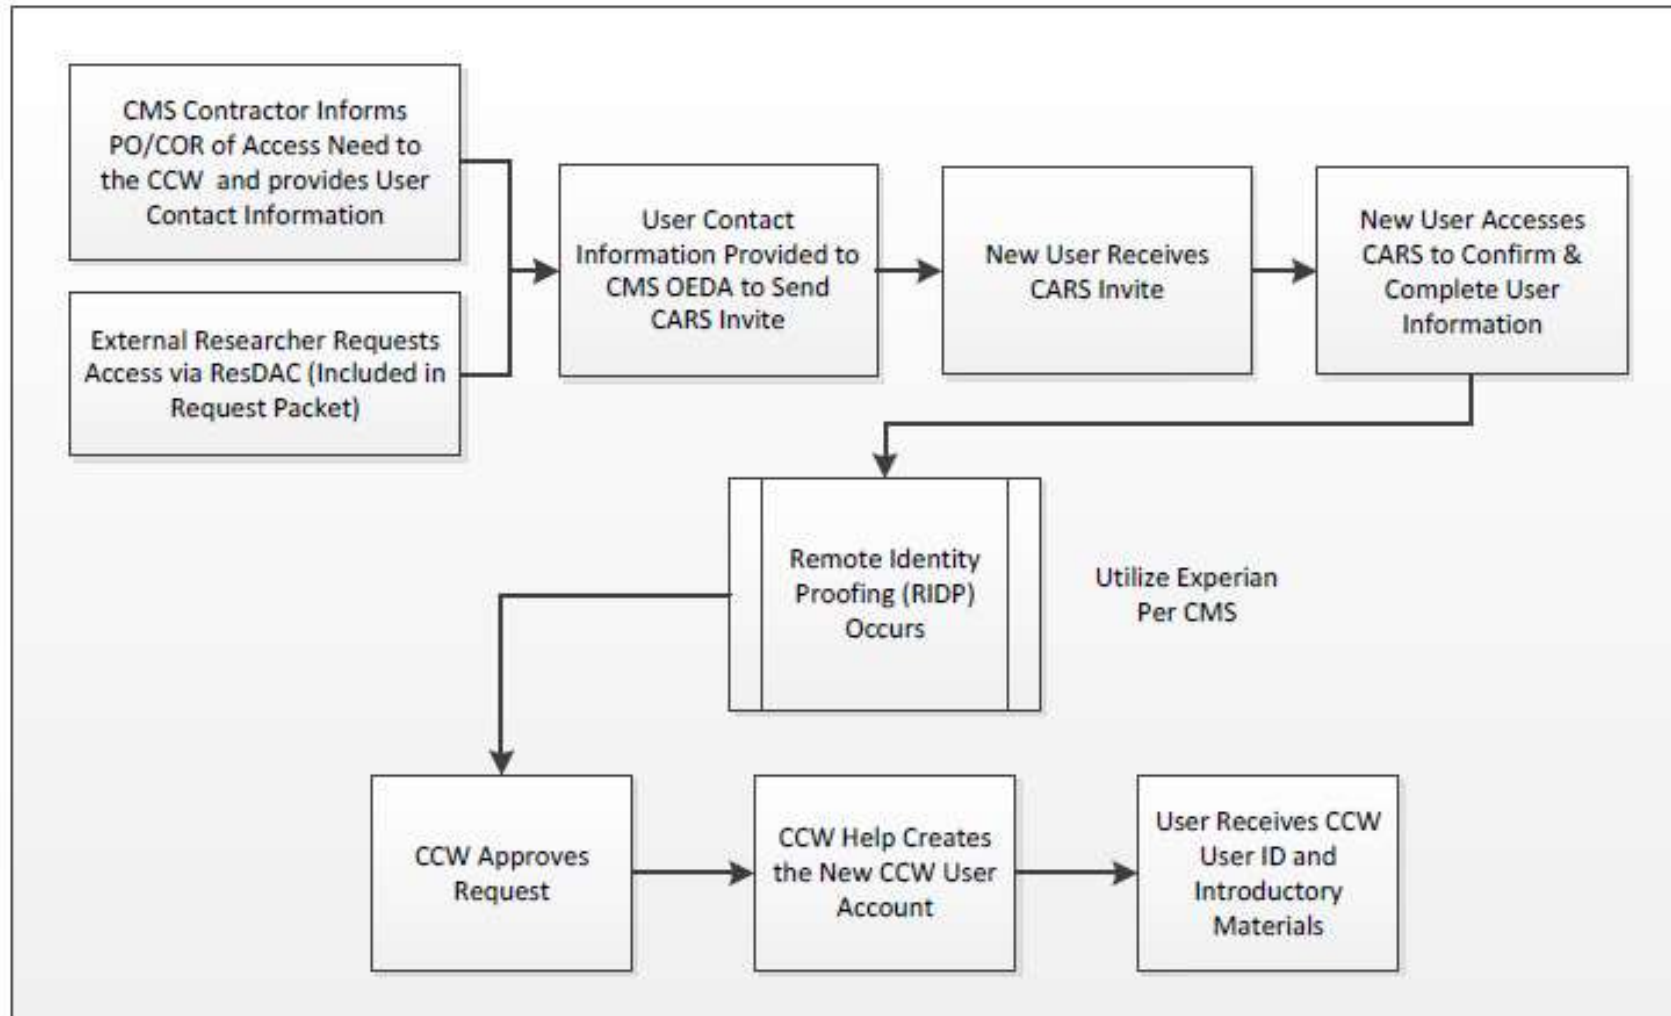 CMS Contractor Informs
PO/COR of Access Need to
the CCW and provides User
Contact Information
External Researcher Requests
Access via ResDAC (Included in
Request Packet)
User Contact
Information Provided to
CMS OEDA to Send
CARS Invite
New User Receives
CARS Invite
New User Accesses
CARS to Confirm &
Complete User
Information
Remote Identity
Proofing (RIDP)
Occurs
Utilize Experian
Per CMS
CCW Approves
Request
CCW Help Creates
the New CCW User
Account
User Receives CCW
User ID and
Introductory
Materials